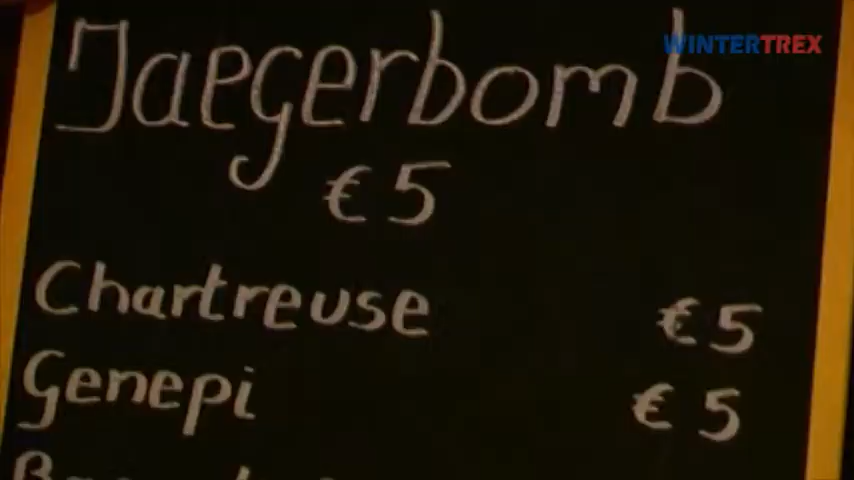 WINTERTREX
Jaegerbomb
€5
Chartreuse €5
Genepi €5